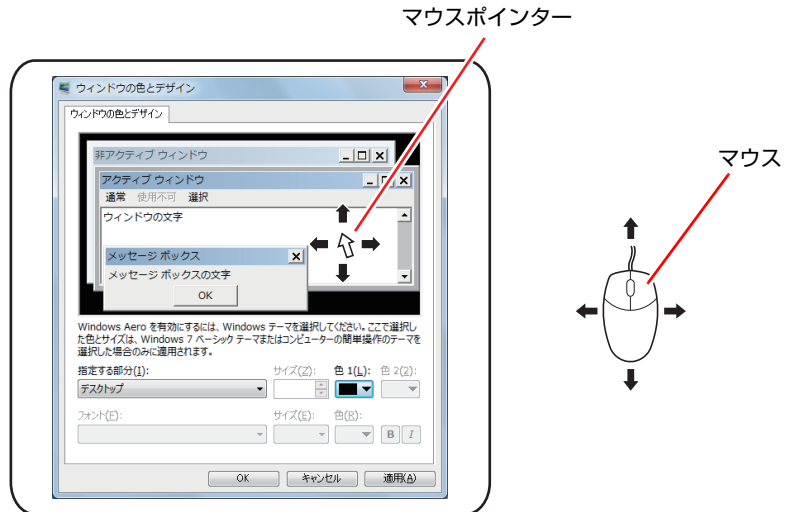 マウスポインター
ウィンドウの色とデザイン
ウィンドウの色とデザイン
非アクティブ ウィンドウ
アクティブ ウィンドウ
通常 使用不可 選択
ウィンドウの文字
メッセージ ボックス
メッセージ ボックスの文字
OK
マウス
Windows Aero を有効にするには、Windows テーマを選択してください。ここで選択し
た色とサイズは、Windows 7 ベーシック テーマまたはコンピューターの簡単操作のテーマを
選択した場合のみに適用されます。
指定する部分(I): サイズ(Z): 色 1(L): 色 2(2):
デスクトップ
フォント(F): サイズ(E): 色(R):
B I
OK キャンセル 適用(A)